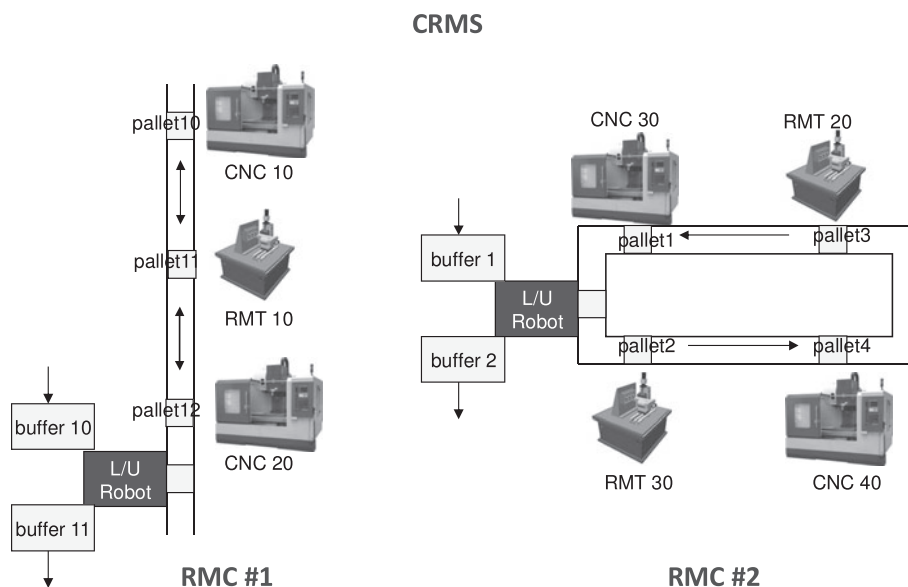 CRMS
pallet10
CNC 10
pallet11
RMT 10
pallet12
buffer 10
CNC 20
L/U
Robot
buffer 11
RMC #1
CNC 30
RMT 20
pallet1
pallet3
buffer 1
L/U
Robot
buffer 2
pallet2
pallet4
RMT 30
CNC 40
RMC #2